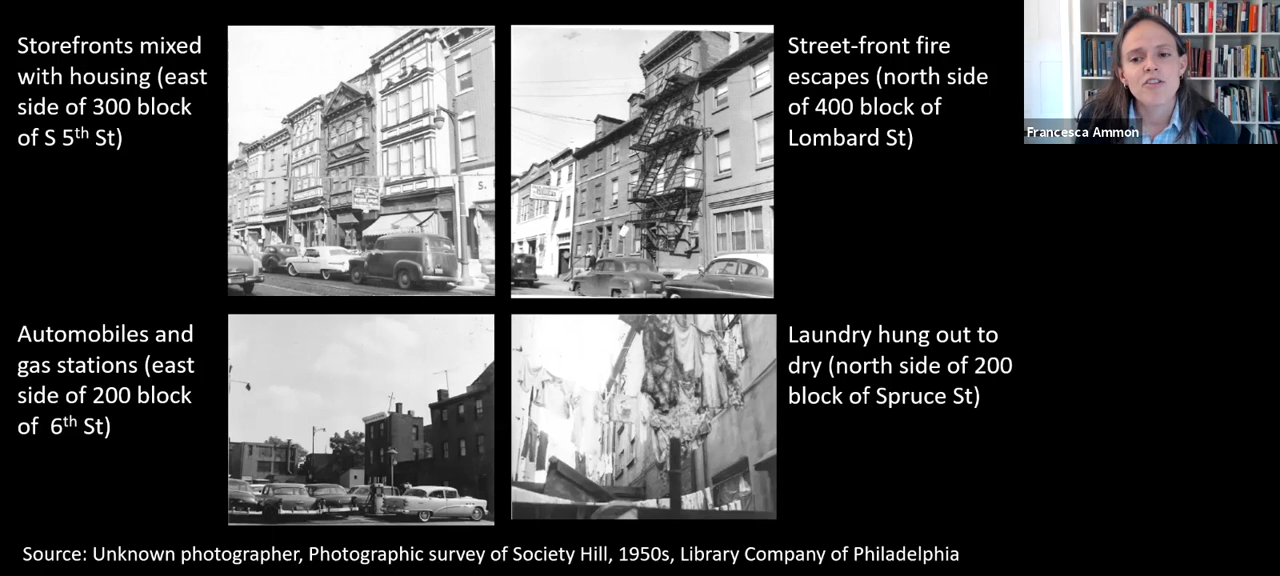 Storefronts mixed
with housing (east
side of 300 block
of S 5th St)
Street-front fire
escapes (north side
of 400 block of
Lombard St)
Francesca Ammon
S.
Automobiles and
gas stations (east
side of 200 block
of 6th St)
Laundry hung out to
dry (north side of 200
block of Spruce St)
Source: Unknown photographer, Photographic survey of Society Hill, 1950s, Library Company of Philadelphia